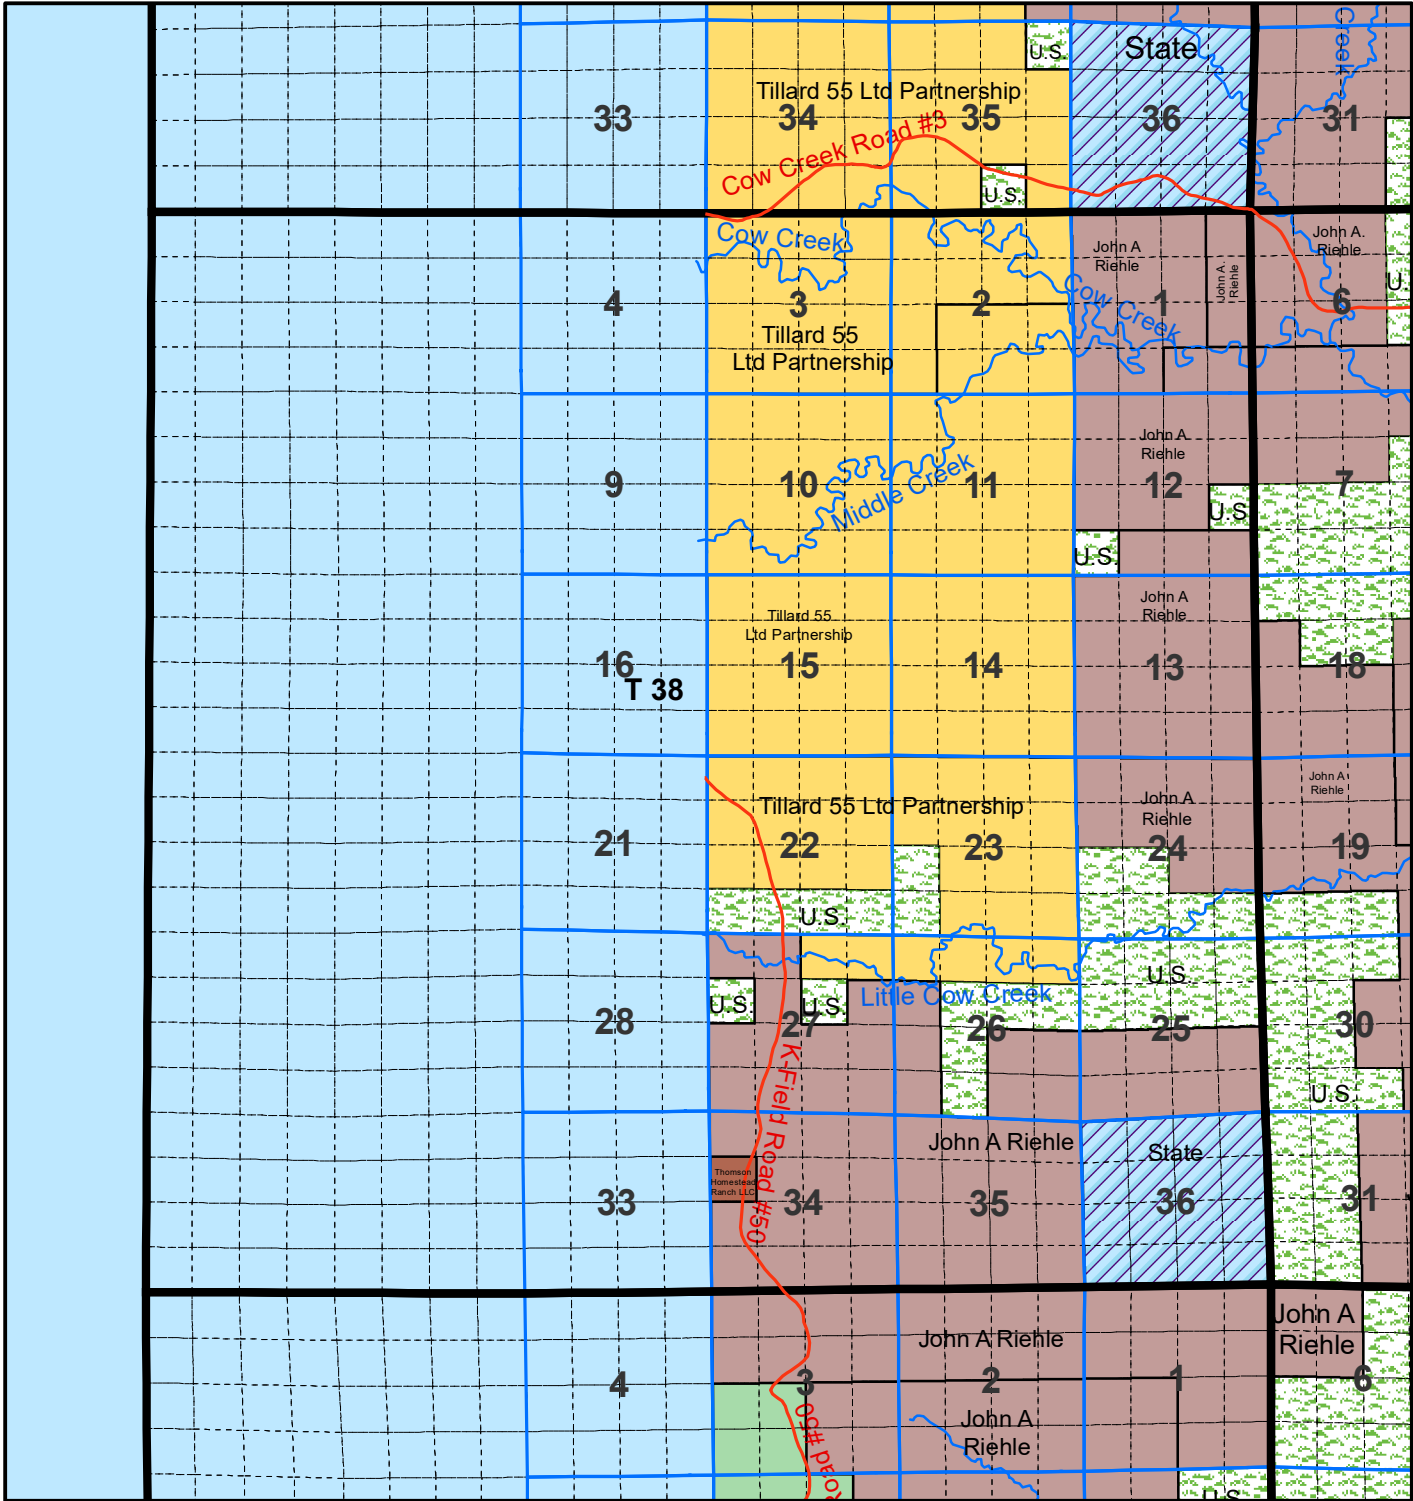 Creek
U.S.
State
Tillard 55 Ltd Partnership
33
34
35
36
31
Cow Creek Road #3
U.S.
Cow Creek
John A
Riehle
John A.
Riehle
John A.
Riehle
U.
4
3
2
1
6
Cow Creek
Tillard 55
Ltd Partnership
John A
Riehle
9
10
11
12
7
Middle Creek
U.S
U.S.
Tillard 55
Ltd Partnership
John A
Riehle
16
15
14
13
18
T 38
John A
Riehle
Tillard 55 Ltd Partnership
John A
Riehle
21
22
23
24
19
U.S.
U.S
U.S
U.S.
Little Cow Creek
28
27
26
25
30
U.S.
K-Field Road #50
John A Riehle
State
Thomson
Homestead
Ranch LLC
33
34
35
36
31
John A
Riehle
John A Riehle
4
3
2
1
6
John A
Riehle
oad #50
U.S